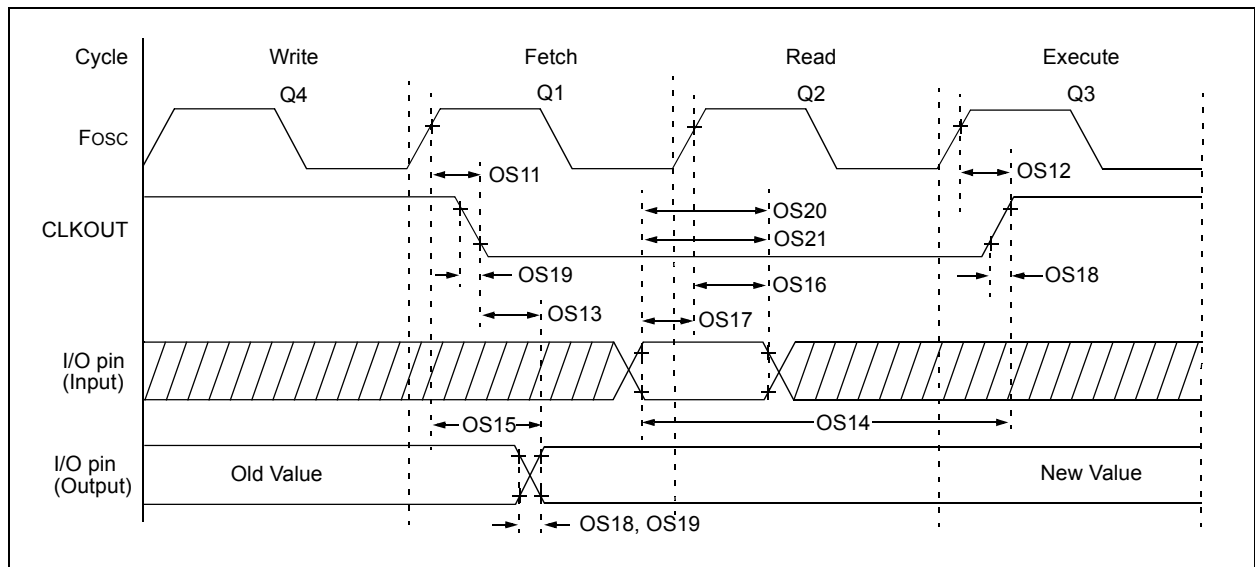 Cycle Write Fetch Read Execute
Q4 Q1 Q2 Q3
FOSC
OS11 OS12
OS20
CLKOUT
OS21
OS19 OS16 OS18
OS13 OS17
I/O pin
(Input)
OS15 OS14
I/O pin
(Output)
Old Value New Value
OS18, OS19